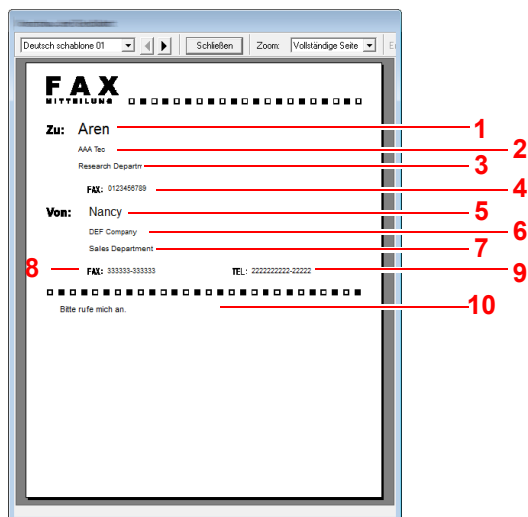 Deutsch schablone 01 Schließen Zoom: Vollständige Seite
FAX
MITTEILUNG
Zu: Aren 1
AAA Tec 2
Research Departm 3
FAX: 0123456789 4
Von: Nancy 5
DEF Company 6
Sales Department 7
8 FAX: 333333-333333 TEL: 2222222222-22222 9
Bitte rufe mich an. 10